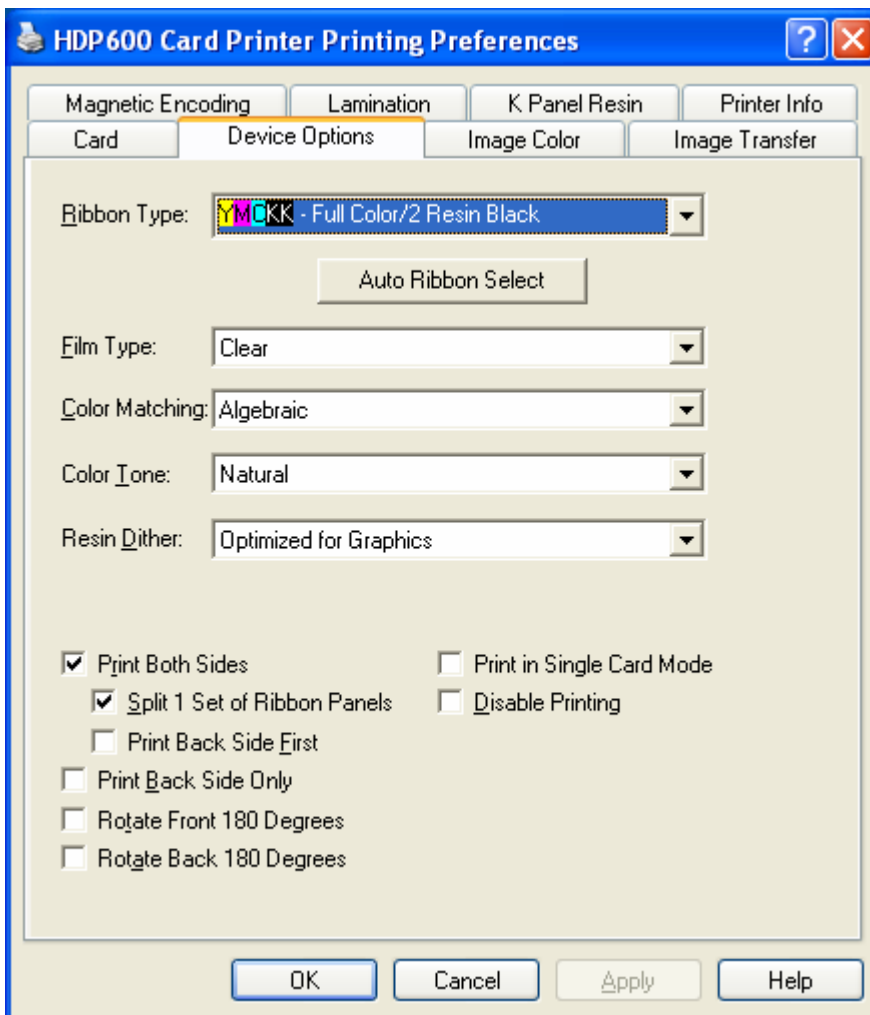 HDP600 Card Printer Printing Preferences
Magnetic Encoding Lamination K Panel Resin Printer Info
Card Device Options Image Color Image Transfer
Ribbon Type: YMCKK - Full Color/2 Resin Black
Auto Ribbon Select
Film Type: Clear
Color Matching: Algebraic
Color Tone: Natural
Resin Dither: Optimized for Graphics
Print Both Sides Print in Single Card Mode
Split 1 Set of Ribbon Panels Disable Printing
Print Back Side First
Print Back Side Only
Rotate Front 180 Degrees
Rotate Back 180 Degrees
OK Cancel Apply Help